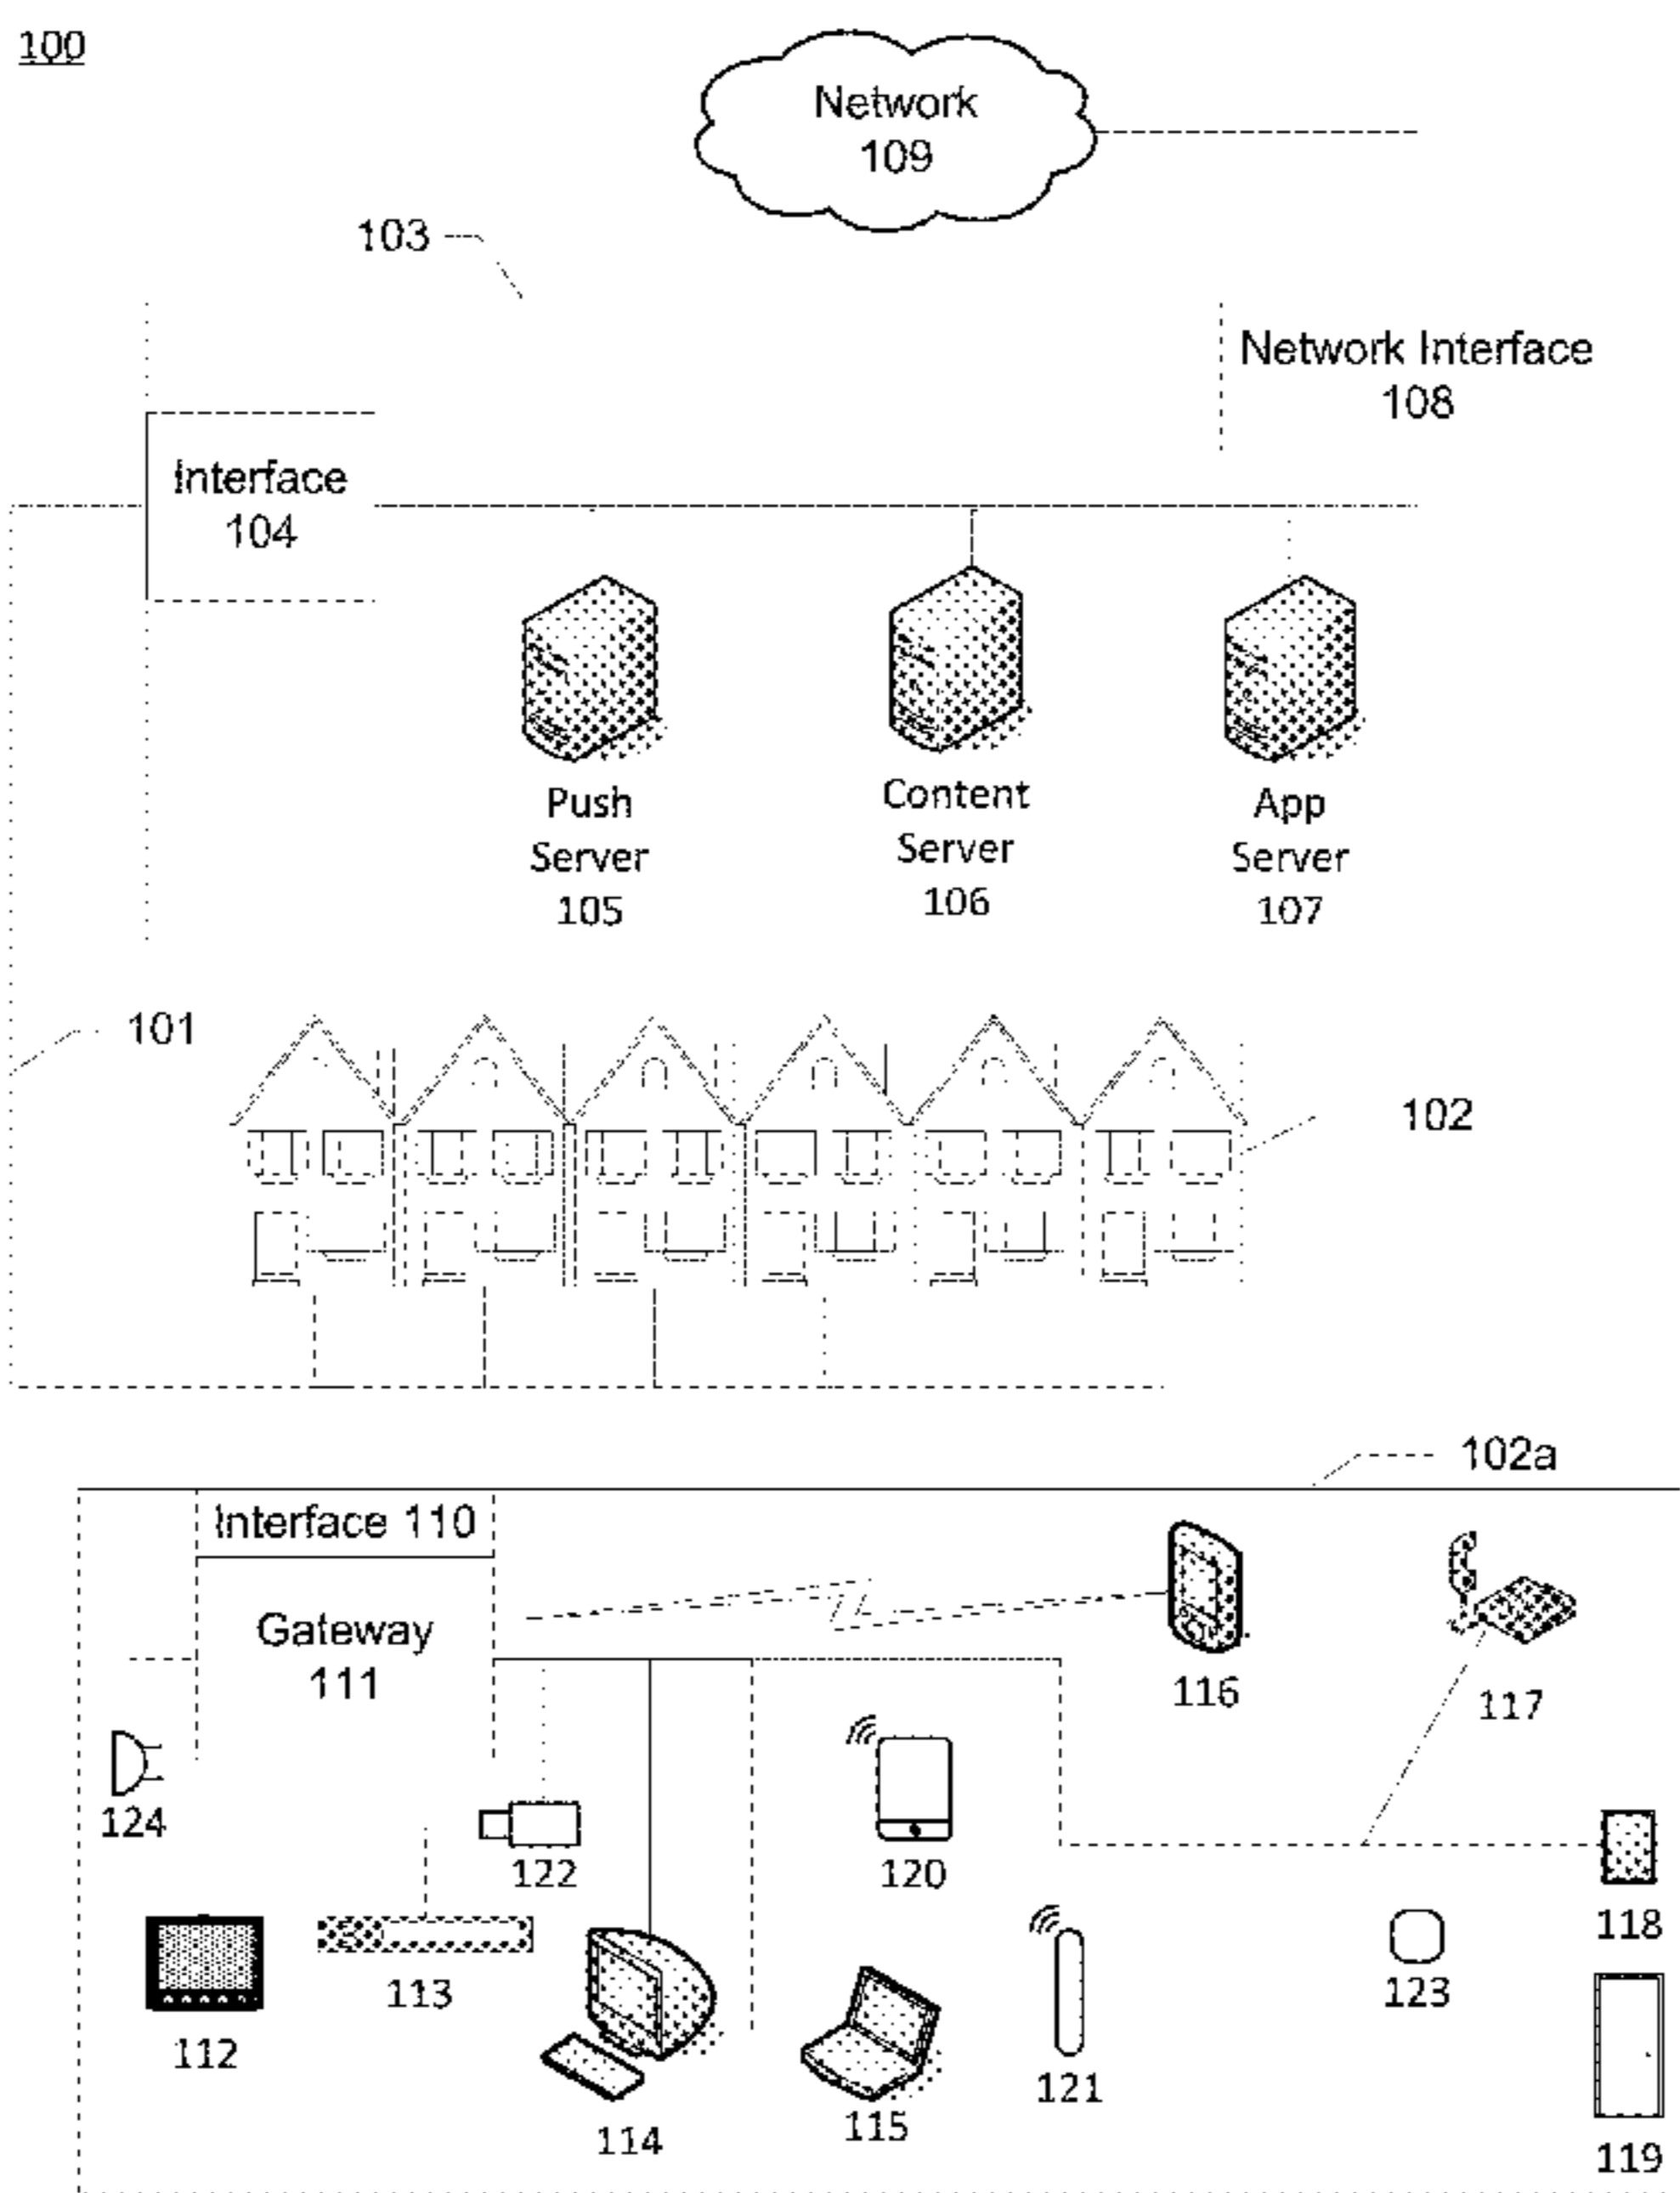 100
Network
109
103
Network Interface
108
Interface
104
Push
Server
105
Content
Server
106
App
Server
107
101
102
102a
Interface 110
Gateway
111
116
117
124
122
120
118
113
123
112
121
114
115
119